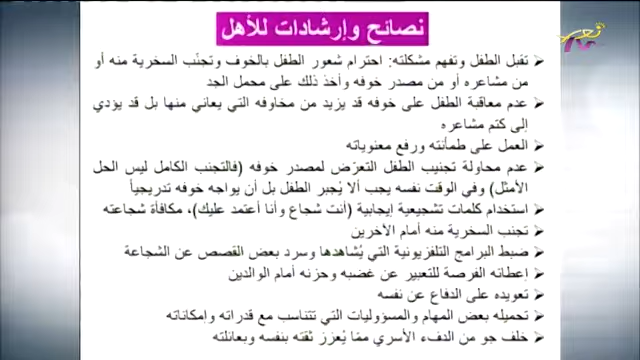 نصائح وإرشادات للأهل
تقبل الطفل وتفهم مشكلته: احترام شعور الطفل بالخوف وتجنّب السخرية منه أو
من مشاعره أو من مصدر خوفه وأخذ ذلك على محمل الجد
عدم معاقبة الطفل على خوفه قد يزيد من مخاوفه التي يعاني منها بل قد يؤدي
إلى كتم مشاعره
العمل على طمأنته ورفع معنوياته
عدم محاولة تجنيب الطفل التعرّض لمصدر خوفه (فالتجنب الكامل ليس الحل
الأمثل) وفي الوقت نفسه يجب ألا يُجبر الطفل بل أن يواجه خوفه تدريجياً
استخدام كلمات تشجيعية إيجابية (أنت شجاع وأنا أعتمد عليك)، مكافأة شجاعته
تجنب السخرية منه أمام الآخرين
ضبط البرامج التلفزيونية التي يُشاهدها وسرد بعض القصص عن الشجاعة
إعطائه الفرصة للتعبير عن غضبه وحزنه أمام الوالدين
تعويده على الدفاع عن نفسه
تحميله بعض المهام والمسؤوليات التي تتناسب مع قدراته وإمكاناته
خلف جو من الدفء الأسري ممّا يُعزز ثقته بنفسه وبعائلته